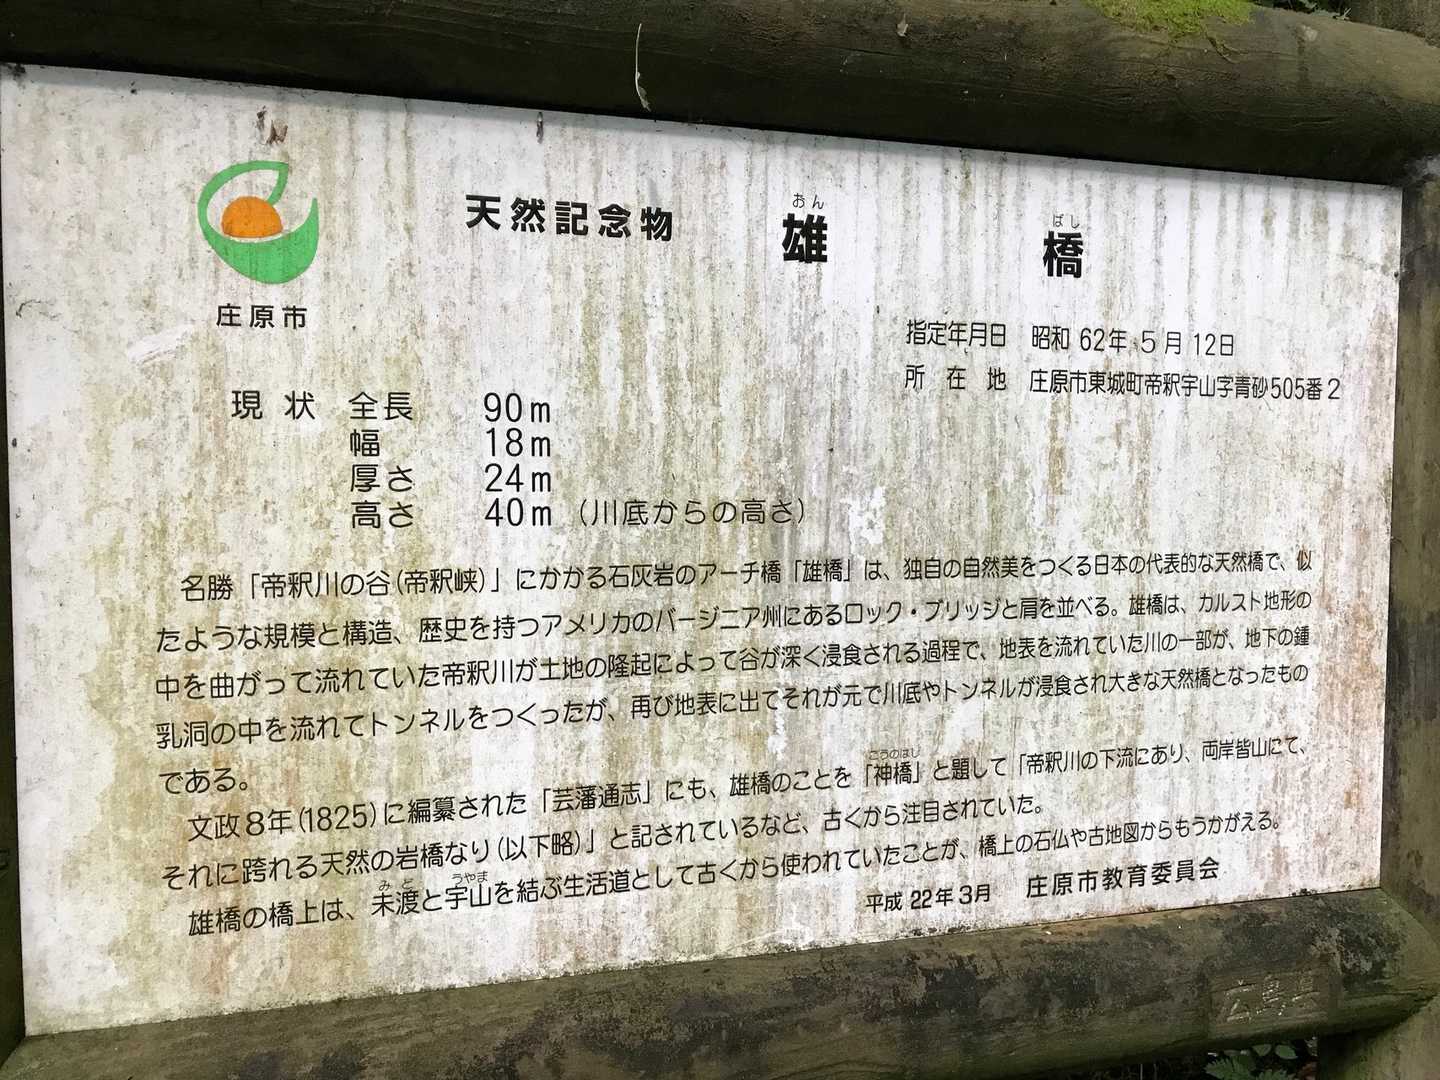 庄原市
天然記念物 雄橋
おん ばし
指定年月日 昭和 62年 5月 12日
所在地 庄原市東城町帝釈宇山字青砂505番2
現状 全長 90m
幅 18m
厚さ 24m
高さ 40m （川底からの高さ）
名勝「帝釈川の谷（帝釈峡）」にかかる石灰岩のアーチ橋「雄橋」は、独自の自然美をつくる日本の代表的な天然橋で、似
たような規模と構造、歴史を持つアメリカのバージニア州にあるロック・ブリッジと肩を並べる。雄橋は、カルスト地形の
中を曲がって流れていた帝釈川が土地の隆起によって谷が深く浸食される過程で、地表を流れていた川の一部が、地下の鍾
乳洞の中を流れてトンネルをつくったが、再び地表に出てそれが元で川底やトンネルが浸食され大きな天然橋となったもの
である。
文政8年(1825)に編纂された「芸藩通志」にも、雄橋のことを「神橋」と題して「帝釈川の下流にあり、両岸皆山にて、
こうのはし
それに跨れる天然の岩橋なり（以下略）」と記されているなど、古くから注目されていた。
雄橋の橋上は、未渡と宇山を結ぶ生活道として古くから使われていたことが、橋上の石仏や古地図からもうかがえる。
みど うやま
平成 22年 3月 庄原市教育委員会
広島県